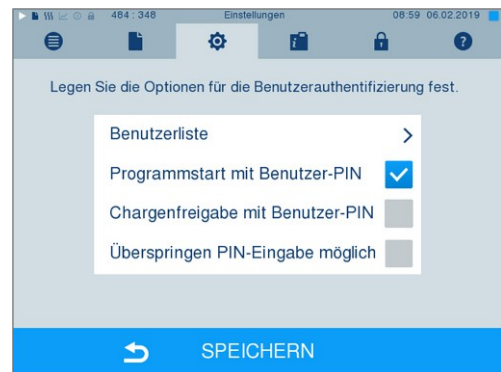 484 : 348 Einstellungen 08:59 06.02.2019
Legen Sie die Optionen für die Benutzerauthentifizierung fest.
Benutzerliste
Programmstart mit Benutzer-PIN
Chargenfreigabe mit Benutzer-PIN
Überspringen PIN-Eingabe möglich
SPEICHERN